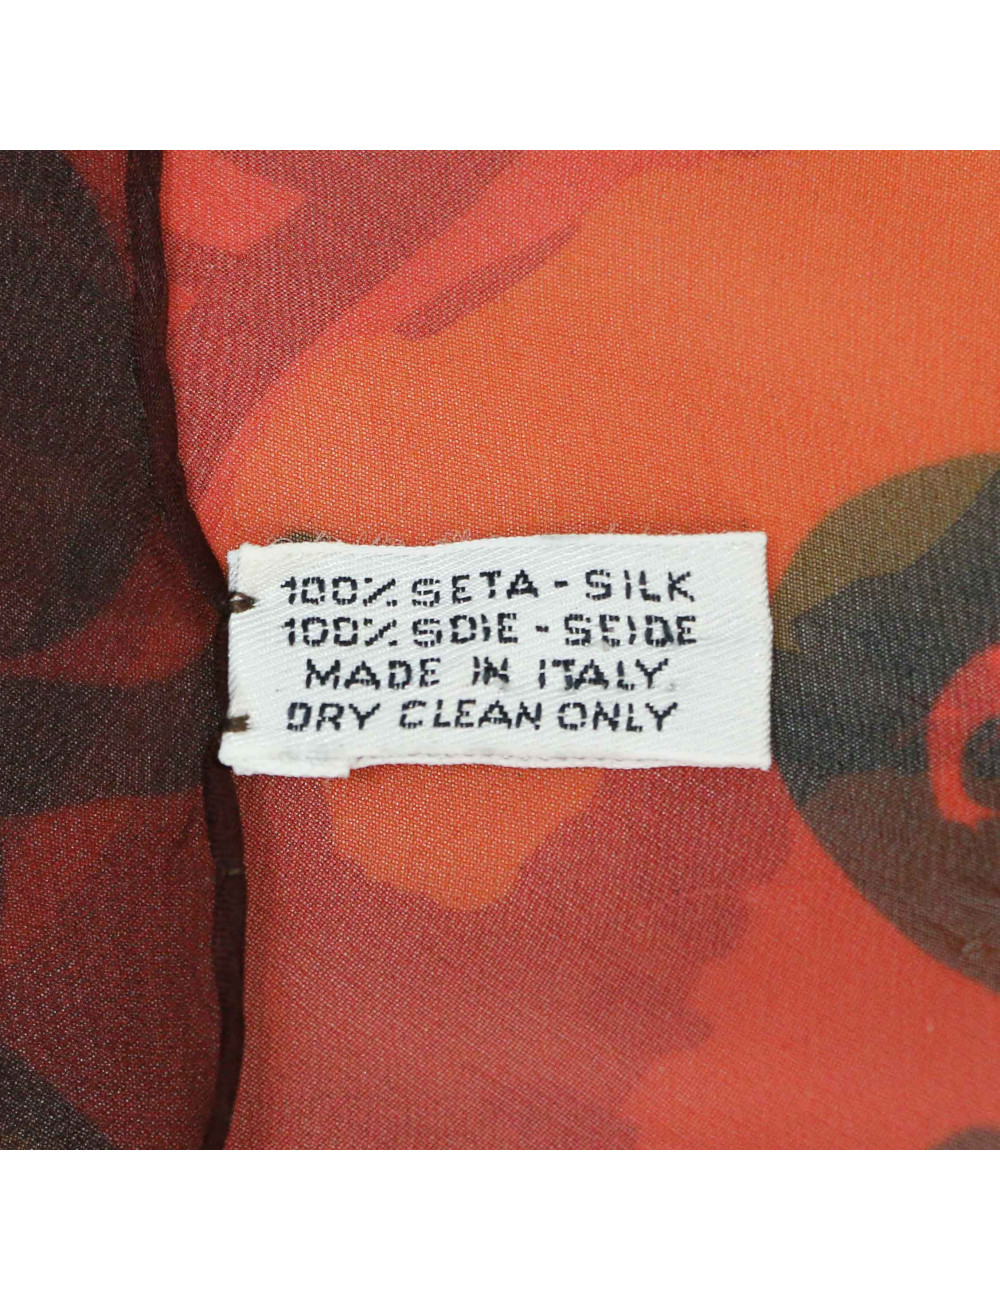 100% SETA - SILK
100% SOIE - SEIDE
MADE IN ITALY
DRY CLEAN ONLY